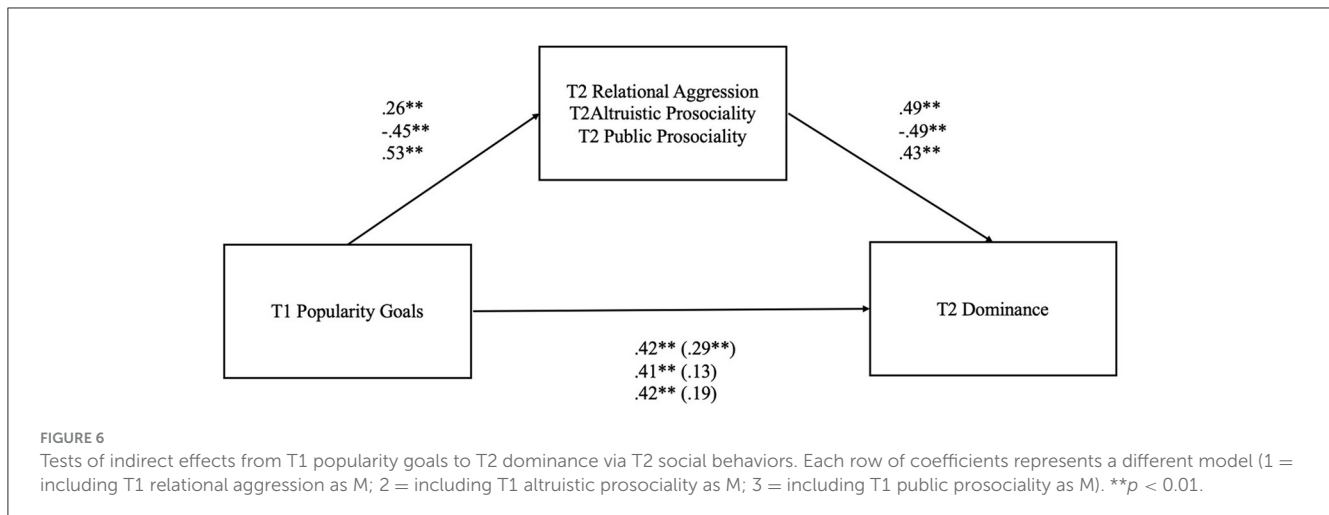 T2 Relational Aggression
T2Altruistic Prosociality
T2 Public Prosociality
.26**
-.45**
.53**
.49**
-.49**
.43**
T1 Popularity Goals
T2 Dominance
.42** (.29**)
.41** (.13)
.42** (.19)
FIGURE 6
Tests of indirect effects from T1 popularity goals to T2 dominance via T2 social behaviors. Each row of coefficients represents a different model (1 =
including T1 relational aggression as M; 2 = including T1 altruistic prosociality as M; 3 = including T1 public prosociality as M). **p < 0.01.